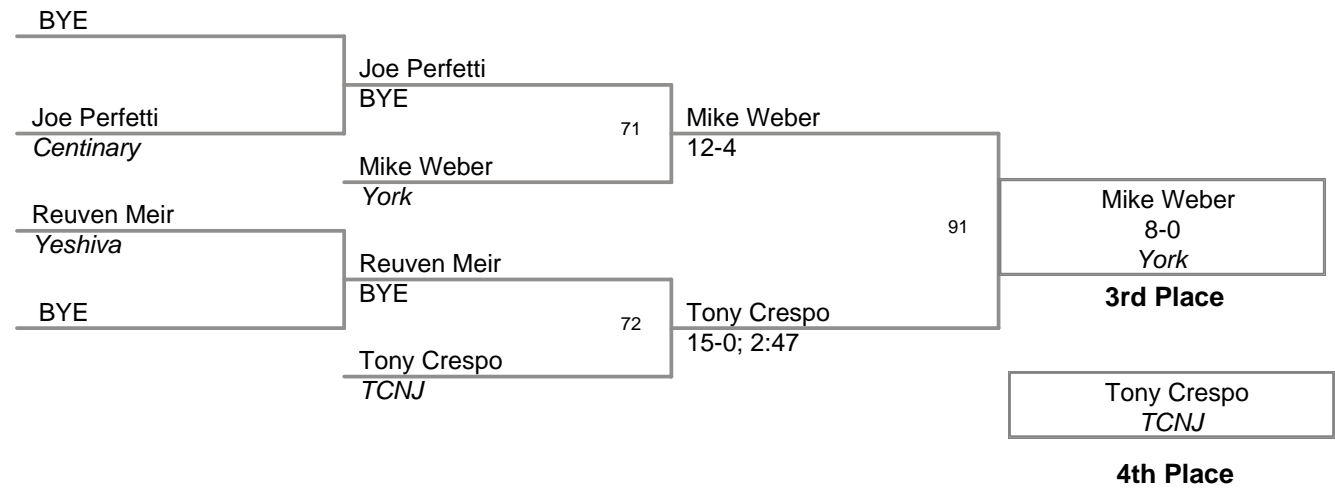 BYE
Joe Perfetti
BYE
Joe Perfetti
Centinary
71
Mike Weber
12-4
Mike Weber
York
Reuven Meir
Yeshiva
Mike Weber
8-0
York
91
Reuven Meir
BYE
3rd Place
BYE
72
Tony Crespo
15-0; 2:47
Tony Crespo
TCNJ
Tony Crespo
TCNJ
4th Place